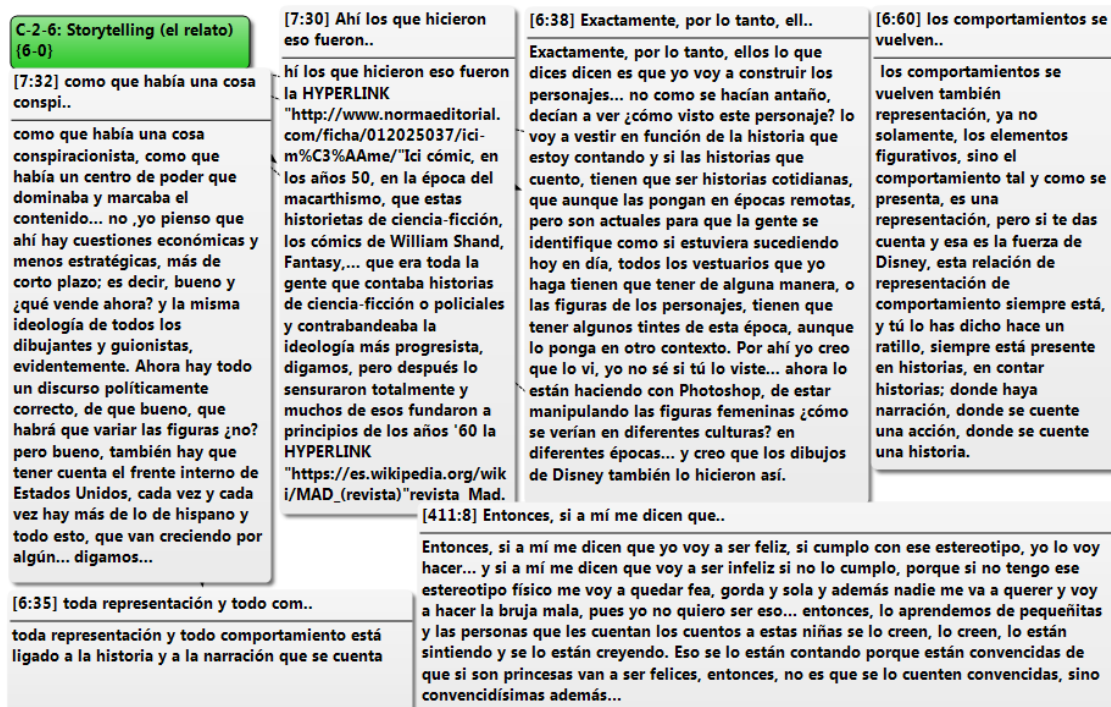 C-2-6: Storytelling (el relato)
{6-0}
[7:32] como que había una cosa
conspi..
como que había una cosa
conspiracionista, como que
había un centro de poder que
dominaba y marcaba el
contenido... no ,yo pienso que
ahí hay cuestiones económicas y
menos estratégicas, más de
corto plazo; es decir, bueno y
¿qué vende ahora? y la misma
ideología de todos los
dibujantes y guionistas,
evidentemente. Ahora hay todo
un discurso políticamente
correcto, de que bueno, que
habrá que variar las figuras ¿no?
pero bueno, también hay que
tener cuenta el frente interno de
Estados Unidos, cada vez y cada
vez hay más de lo de hispano y
todo esto, que van creciendo por
algún... digamos...
[7:30] Ahí los que hicieron
eso fueron..
hí los que hicieron eso fueron
la HYPERLINK
"http://www.normaeditorial.
com/ficha/012025037/ici-
m%C3%AAme/"Ici cómic, en
los años 50, en la época del
macarthismo, que estas
historietas de ciencia-ficción,
los cómics de William Shand,
Fantasy,... que era toda la
gente que contaba historias
de ciencia-ficción o policiales
y contrabandeaba la
ideología más progresista,
digamos, pero después lo
sensuraron totalmente y
muchos de esos fundaron a
principios de los años '60 la
HYPERLINK
"https://es.wikipedia.org/wik
i/MAD_(revista)"revista Mad.
[6:38] Exactamente, por lo tanto, ell..
Exactamente, por lo tanto, ellos lo que
dices dicen es que yo voy a construir los
personajes... no como se hacían antaño,
decían a ver ¿cómo visto este personaje? lo
voy a vestir en función de la historia que
estoy contando y si las historias que
cuento, tienen que ser historias cotidianas,
que aunque las pongan en épocas remotas,
pero son actuales para que la gente se
identifique como si estuviera sucediendo
hoy en día, todos los vestuarios que yo
haga tienen que tener de alguna manera, o
las figuras de los personajes, tienen que
tener algunos tintes de esta época, aunque
lo ponga en otro contexto. Por ahí yo creo
que lo vi, yo no sé si tú lo viste... ahora lo
están haciendo con Photoshop, de estar
manipulando las figuras femeninas ¿cómo
se verían en diferentes culturas? en
diferentes épocas... y creo que los dibujos
de Disney también lo hicieron así.
[6:60] los comportamientos se
vuelven..
los comportamientos se
vuelven también
representación, ya no
solamente, los elementos
figurativos, sino el
comportamiento tal y como se
presenta, es una
representación, pero si te das
cuenta y esa es la fuerza de
Disney, esta relación de
representación de
comportamiento siempre está,
y tú lo has dicho hace un
ratillo, siempre está presente
en historias, en contar
historias; donde haya
narración, donde se cuente
una acción, donde se cuente
una historia.
[6:35] toda representación y todo com..
toda representación y todo comportamiento está
ligado a la historia y a la narración que se cuenta
[411:8] Entonces, si a mí me dicen que..
Entonces, si a mí me dicen que yo voy a ser feliz, si cumplo con ese estereotipo, yo lo voy
hacer... y si a mí me dicen que voy a ser infeliz si no lo cumplo, porque si no tengo ese
estereotipo físico me voy a quedar fea, gorda y sola y además nadie me va a querer y voy
a hacer la bruja mala, pues yo no quiero ser eso... entonces, lo aprendemos de pequeñitas
y las personas que les cuentan los cuentos a estas niñas se lo creen, lo creen, lo están
sintiendo y se lo están creyendo. Eso se lo están contando porque están convencidas de
que si son princesas van a ser felices, entonces, no es que se lo cuenten convencidas, sino
convencidísimas además...